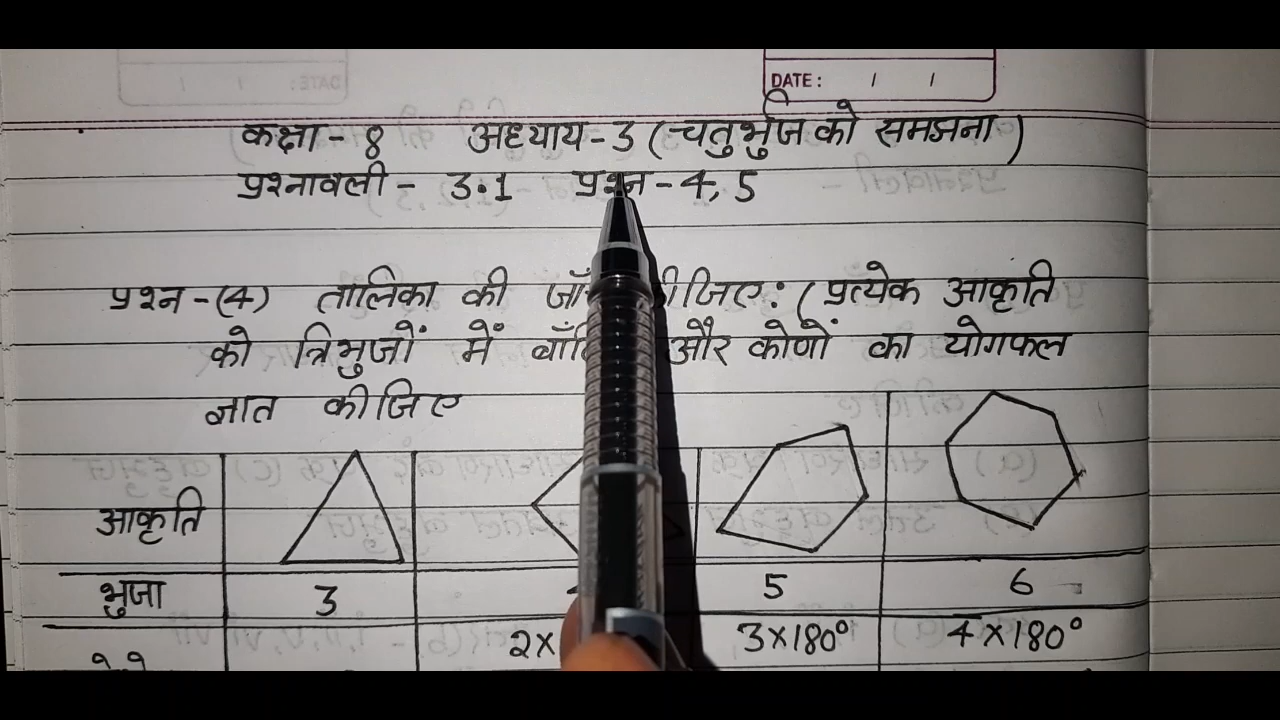 DATE: / /
कक्षा - 8 अध्याय - 3 (चतुर्भुज को समझना)
प्रश्नावली - 3.1 प्रश्न - 4, 5
प्रश्न - (4) तालिका की कीजिए: (प्रत्येक आकृति
को त्रिभुजों में और कोणों का योगफल
ज्ञात कीजिए
आकृति
भुजा 3 5 6
2× 3×180° 4×180°